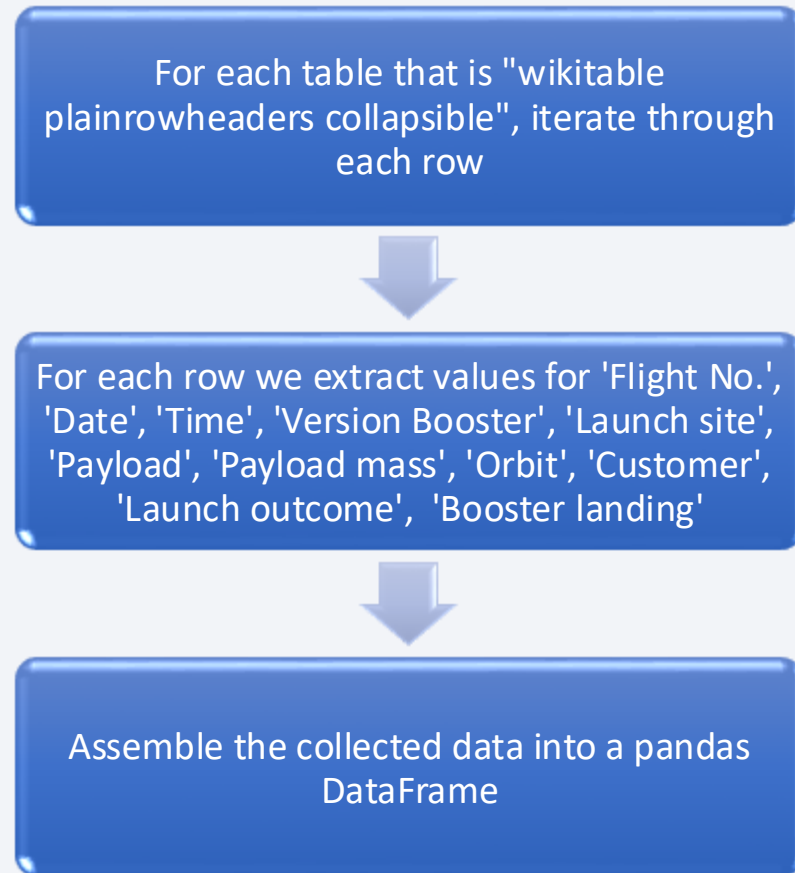 For each table that is "wikitable
plainrowheaders collapsible", iterate through
each row
For each row we extract values for 'Flight No.',
'Date', 'Time', 'Version Booster', 'Launch site',
'Payload', 'Payload mass', 'Orbit', 'Customer',
'Launch outcome', 'Booster landing'
Assemble the collected data into a pandas
DataFrame